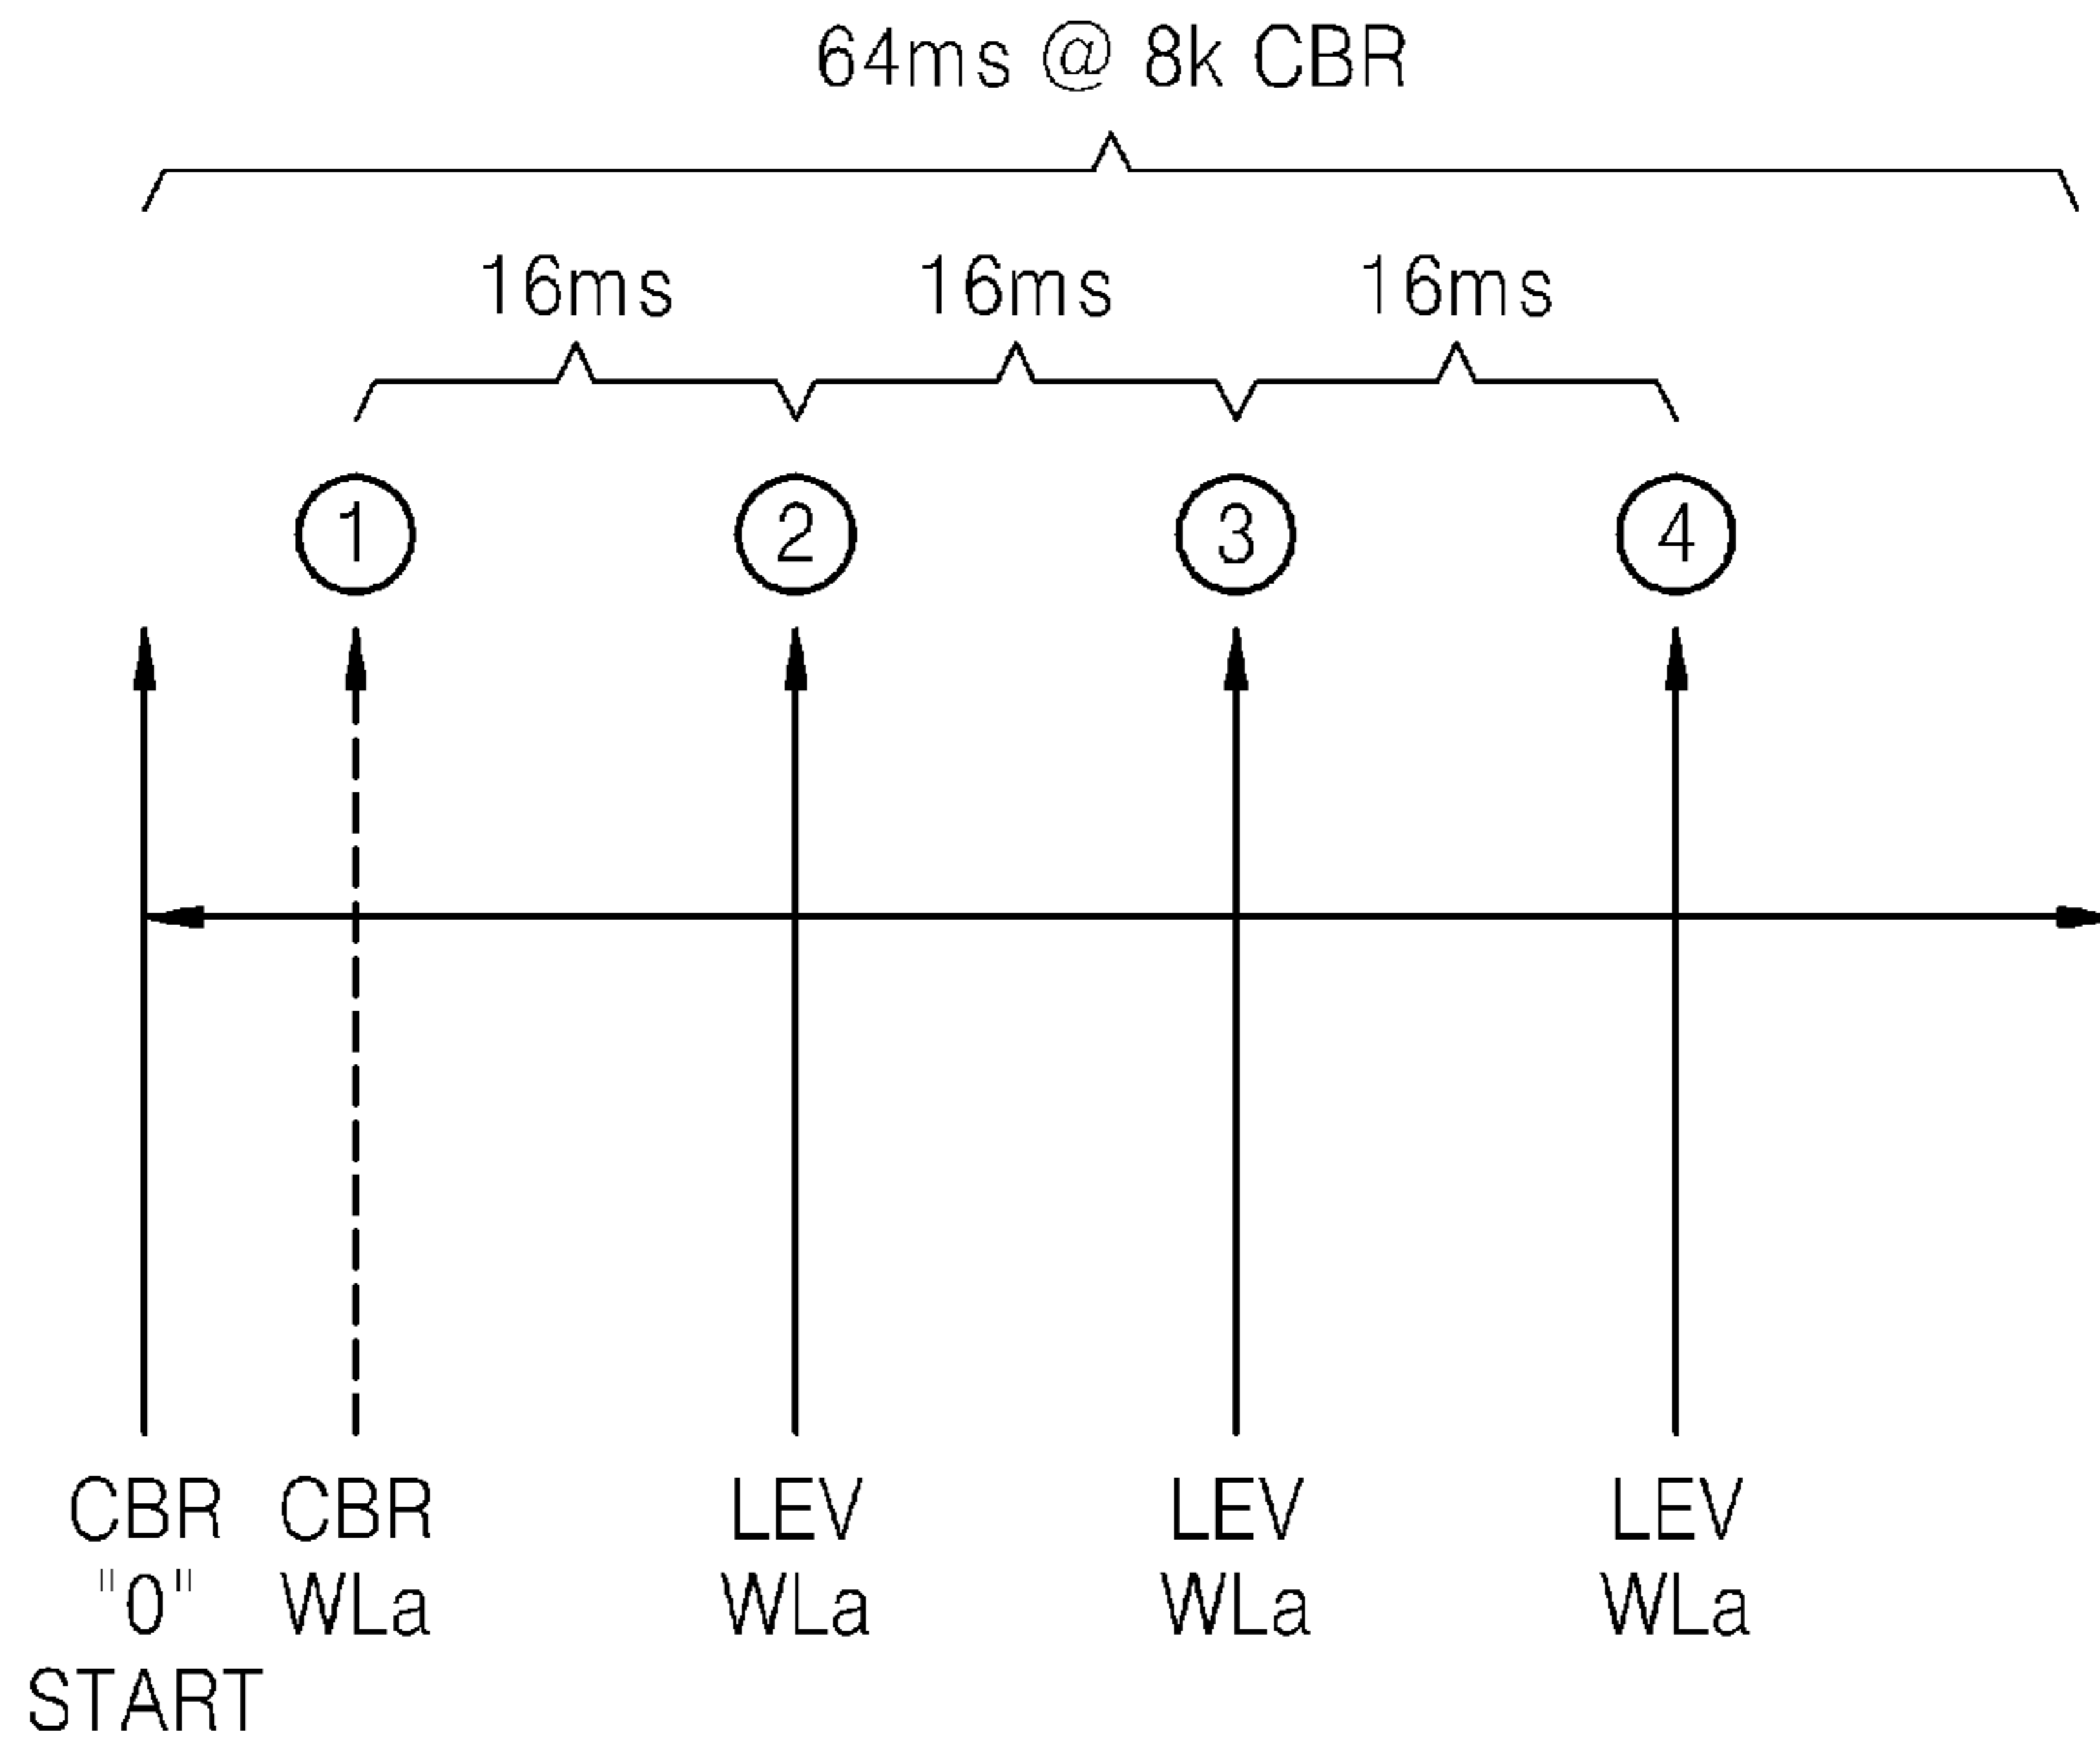 64ms @ 8k CBR
16ms 16ms 16ms
1 2 3 4
CBR CBR LEV LEV LEV
"0" WLa WLa WLa WLa
START